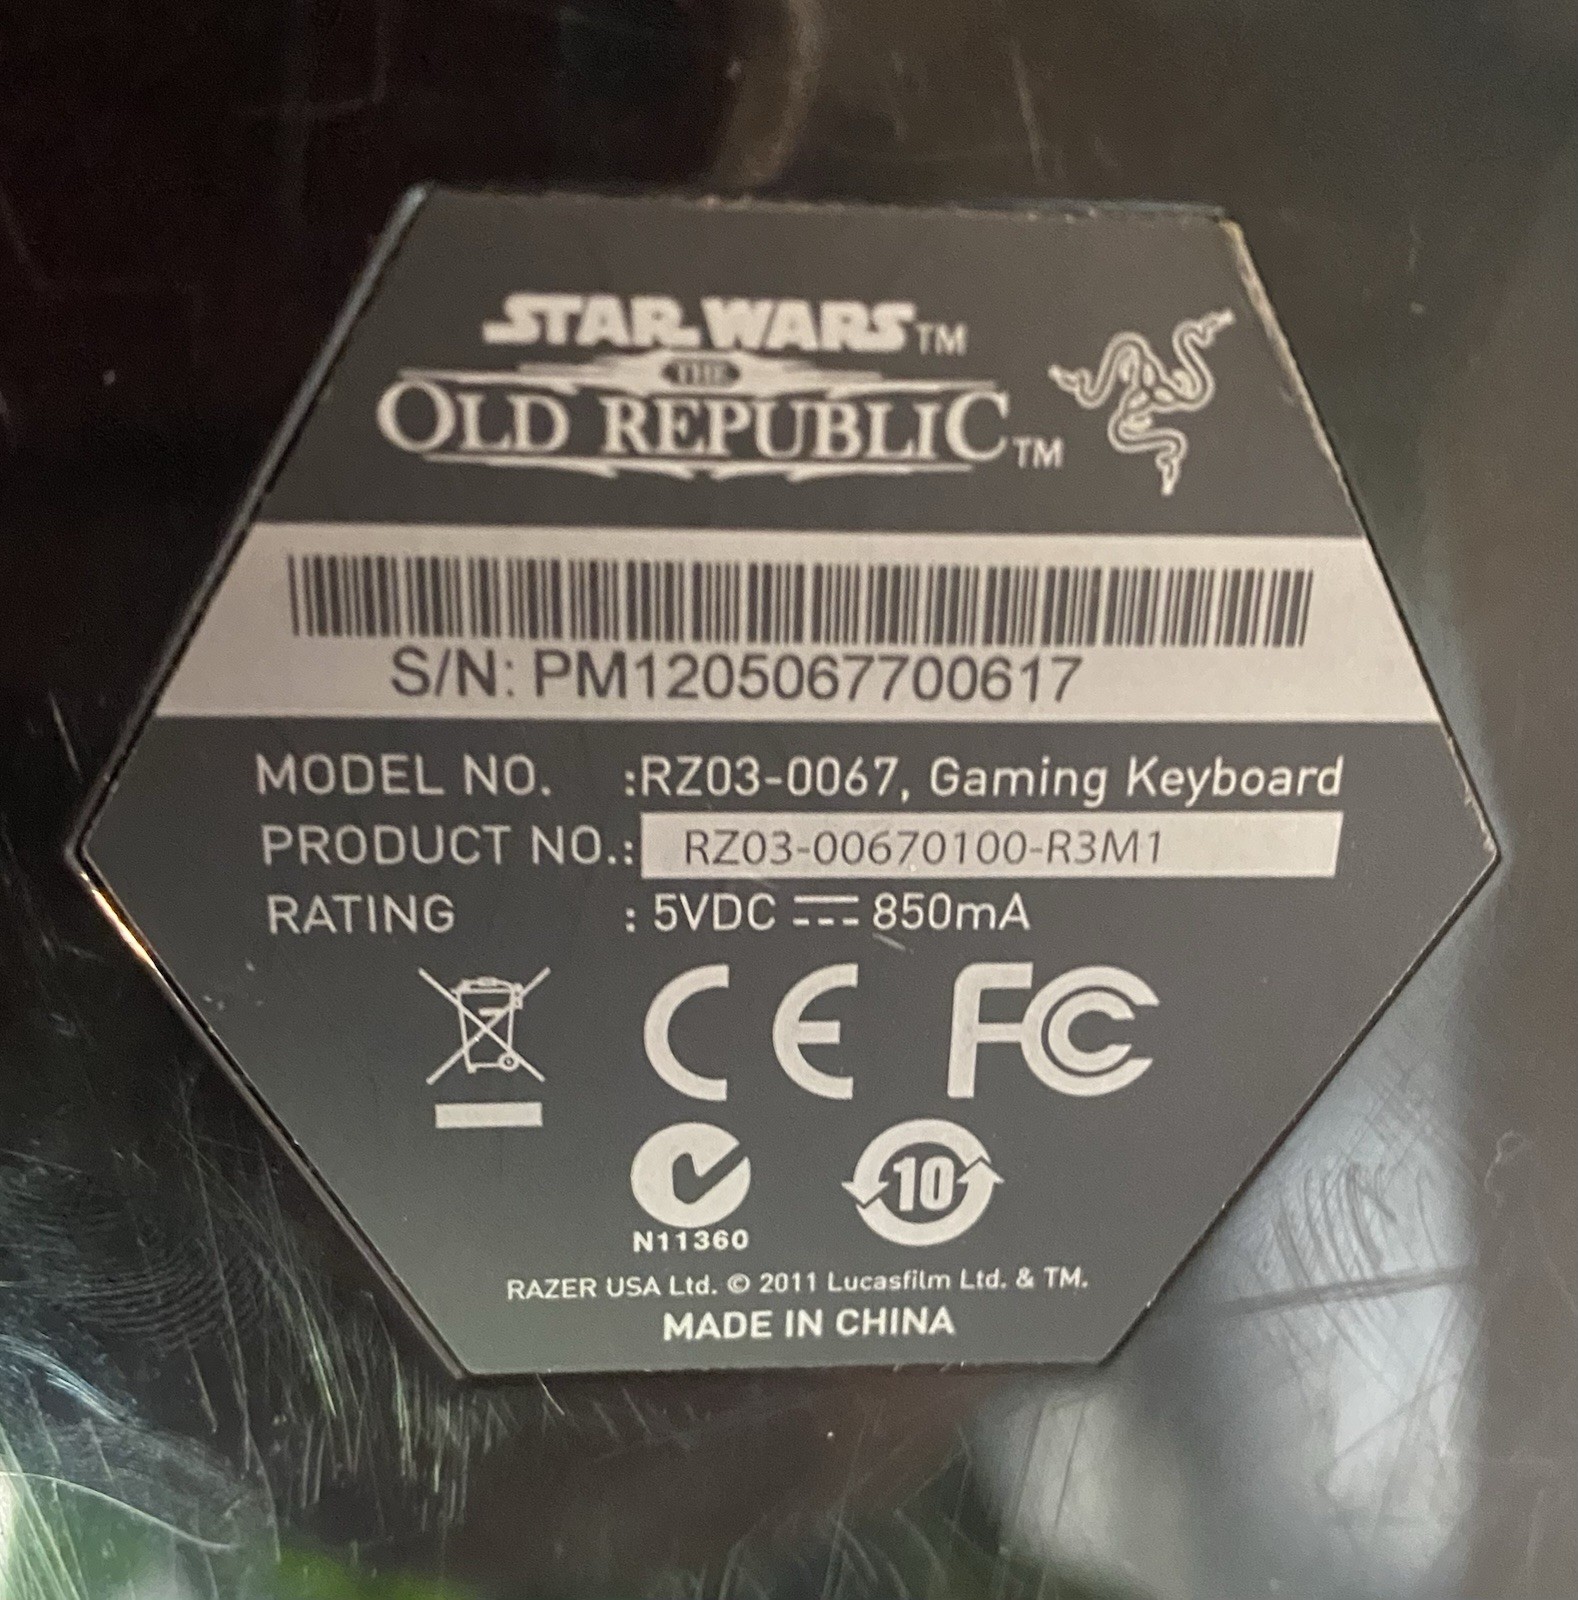 STAR WARS™
THE
OLD REPUBLIC™
S/N: PM1205067700617
MODEL NO. :RZ03-0067, Gaming Keyboard
PRODUCT NO.: RZ03-00670100-R3M1
RATING : 5VDC ⎓ 850mA
CE FC
10
N11360
RAZER USA Ltd. © 2011 Lucasfilm Ltd. & TM.
MADE IN CHINA